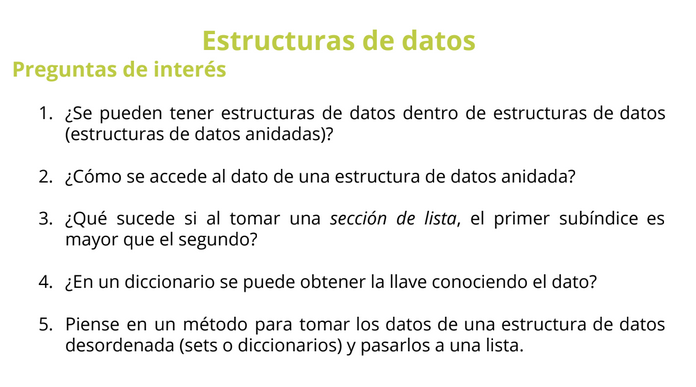 Estructuras de datos
Preguntas de interés
1. ¿Se pueden tener estructuras de datos dentro de estructuras de datos
(estructuras de datos anidadas)?
2. ¿Cómo se accede al dato de una estructura de datos anidada?
3. ¿Qué sucede si al tomar una sección de lista, el primer subíndice es
mayor que el segundo?
4. ¿En un diccionario se puede obtener la llave conociendo el dato?
5. Piense en un método para tomar los datos de una estructura de datos
desordenada (sets o diccionarios) y pasarlos a una lista.